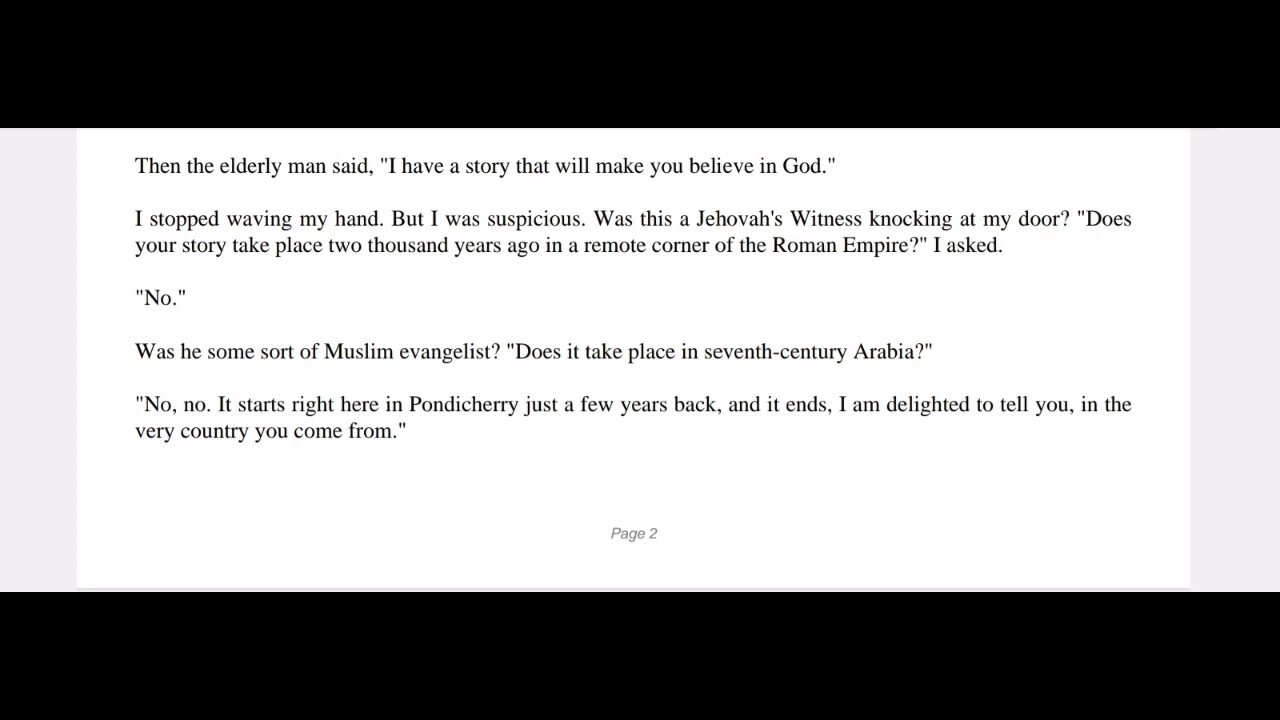 Then the elderly man said, "I have a story that will make you believe in God."
I stopped waving my hand. But I was suspicious. Was this a Jehovah's Witness knocking at my door? "Does
your story take place two thousand years ago in a remote corner of the Roman Empire?" I asked.
"No."
Was he some sort of Muslim evangelist? "Does it take place in seventh-century Arabia?"
"No, no. It starts right here in Pondicherry just a few years back, and it ends, I am delighted to tell you, in the
very country you come from."
Page 2